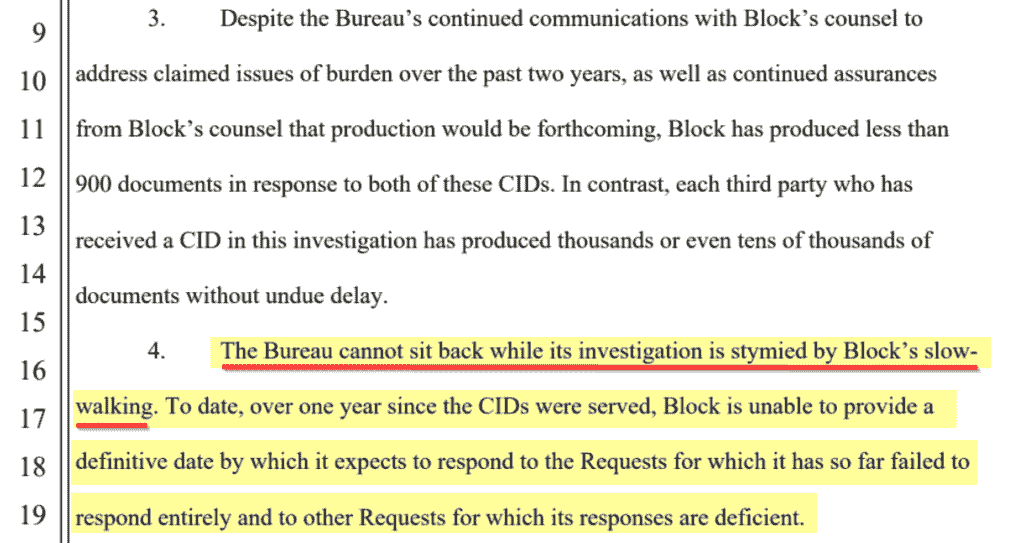 9
3. Despite the Bureau’s continued communications with Block’s counsel to
10
address claimed issues of burden over the past two years, as well as continued assurances
11
from Block’s counsel that production would be forthcoming, Block has produced less than
12
900 documents in response to both of these CIDs. In contrast, each third party who has
13
received a CID in this investigation has produced thousands or even tens of thousands of
14
documents without undue delay.
15
4. The Bureau cannot sit back while its investigation is stymied by Block’s slow-
16
walking. To date, over one year since the CIDs were served, Block is unable to provide a
17
definitive date by which it expects to respond to the Requests for which it has so far failed to
18
respond entirely and to other Requests for which its responses are deficient.
19